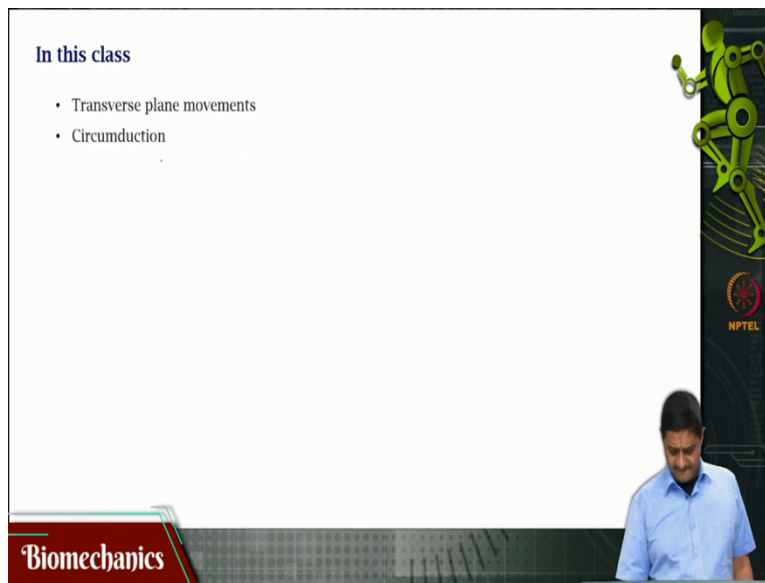 In this class
• Transverse plane movements
• Circumduction
NPTEL
Biomechanics